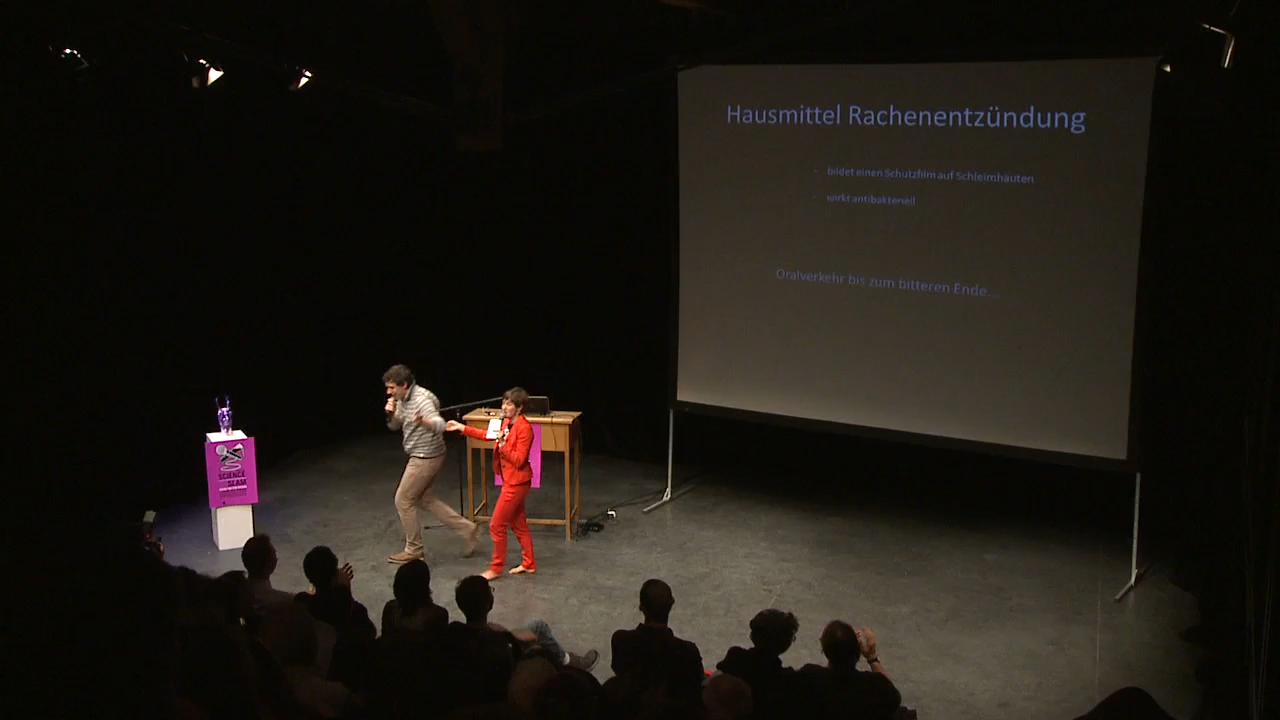 Hausmittel Rachenentzündung
- bildet einen Schutzfilm auf Schleimhäuten
- wirkt antibakteriell
Oralverkehr bis zum bitteren Ende...
SCIENCE
SLAM